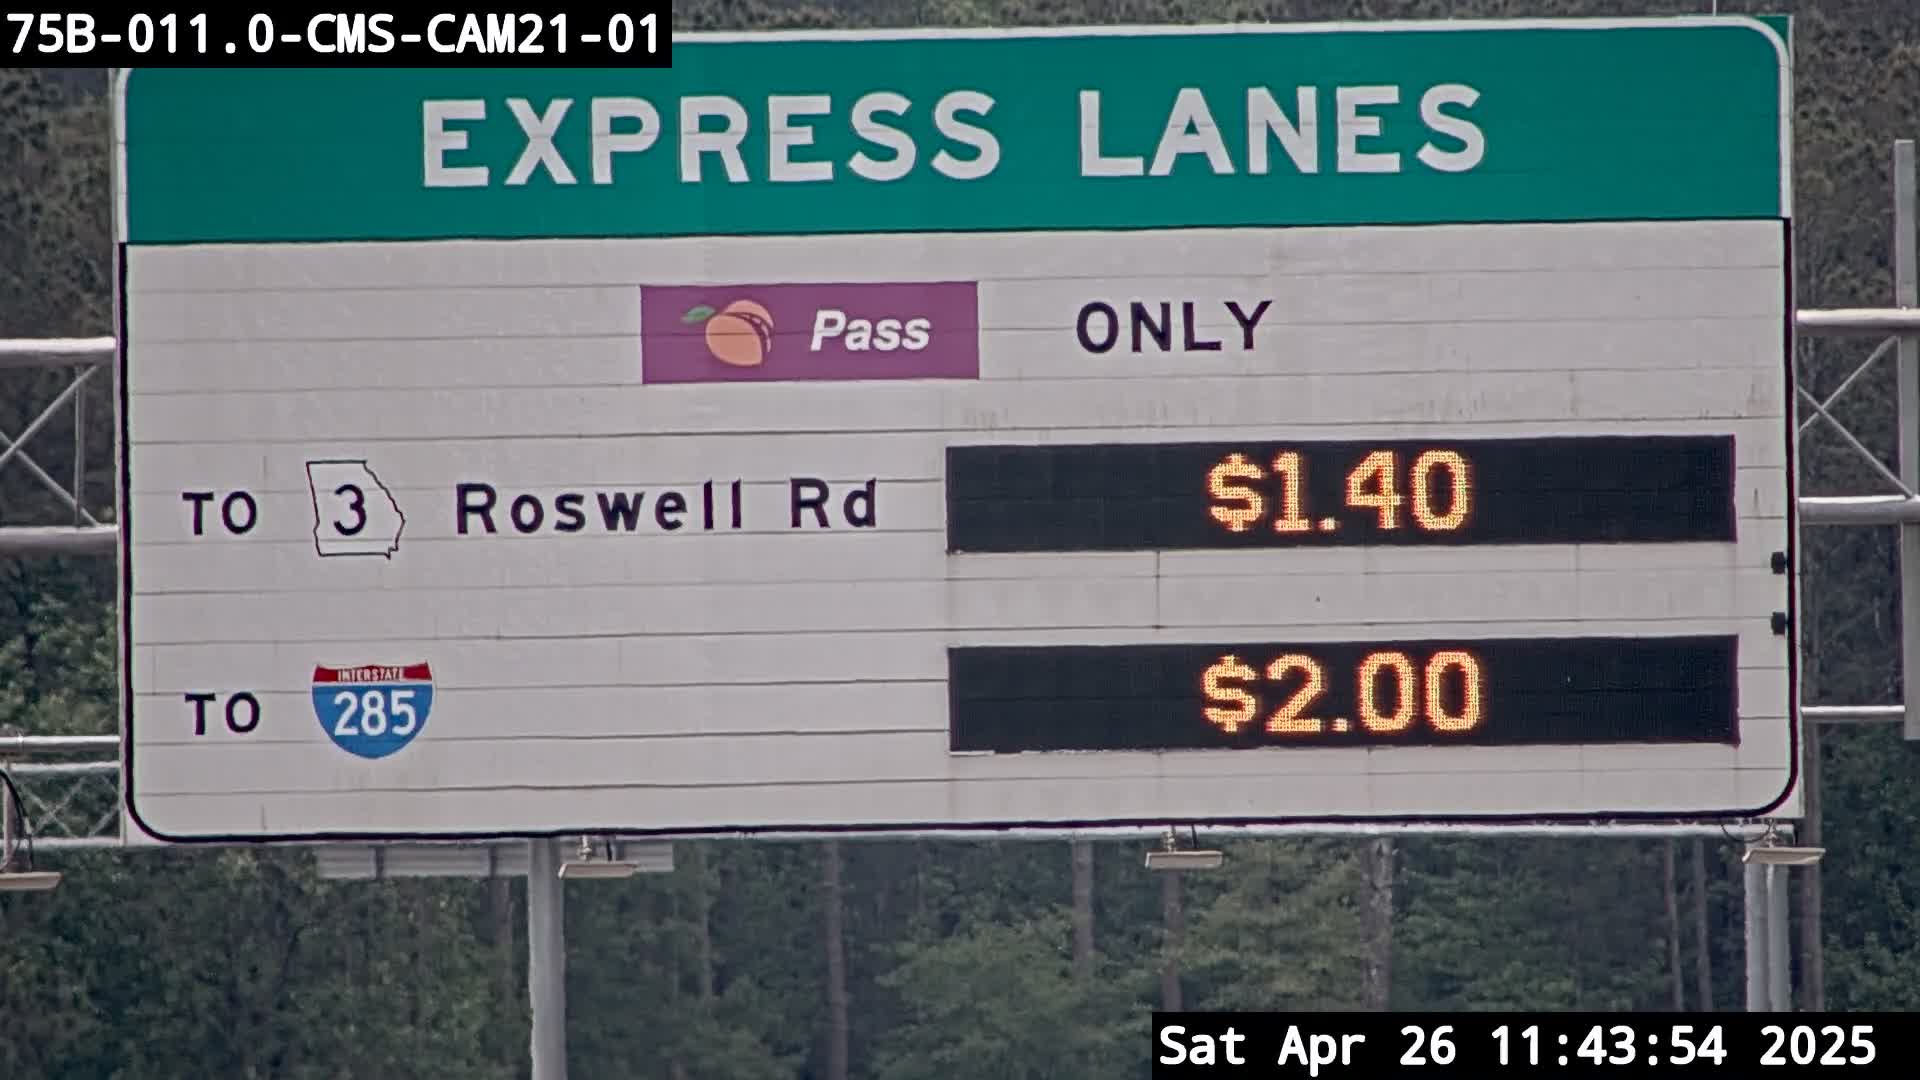 75B-011.0-CMS-CAM21-01
EXPRESS LANES
Pass ONLY
TO 3 Roswell Rd $1.40
TO INTERSTATE 285 $2.00
Sat Apr 26 11:43:54 2025